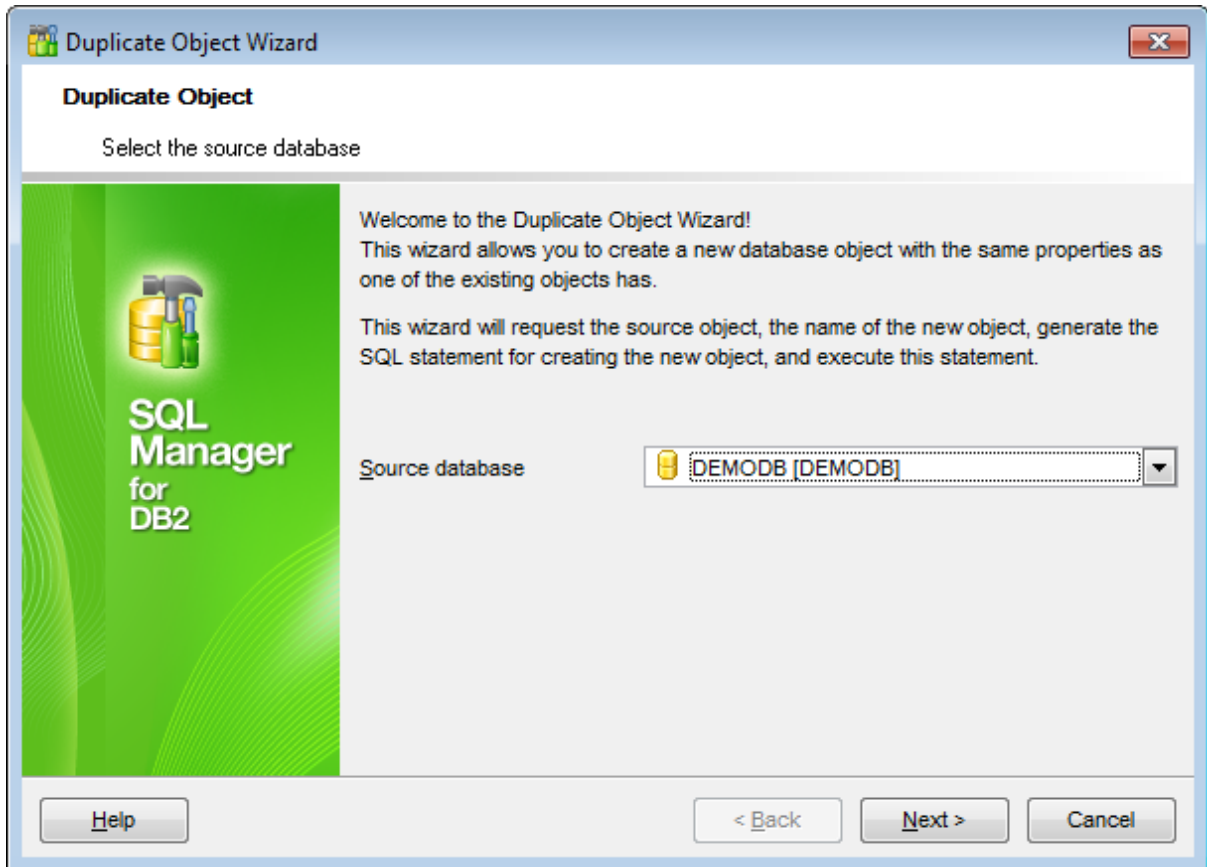 Duplicate Object Wizard
Duplicate Object
Select the source database
Welcome to the Duplicate Object Wizard!
This wizard allows you to create a new database object with the same properties as
one of the existing objects has.
This wizard will request the source object, the name of the new object, generate the
SQL statement for creating the new object, and execute this statement.
SQL
Manager
for
DB2
Source database
DEMODB [DEMODB]
Help
< Back
Next >
Cancel